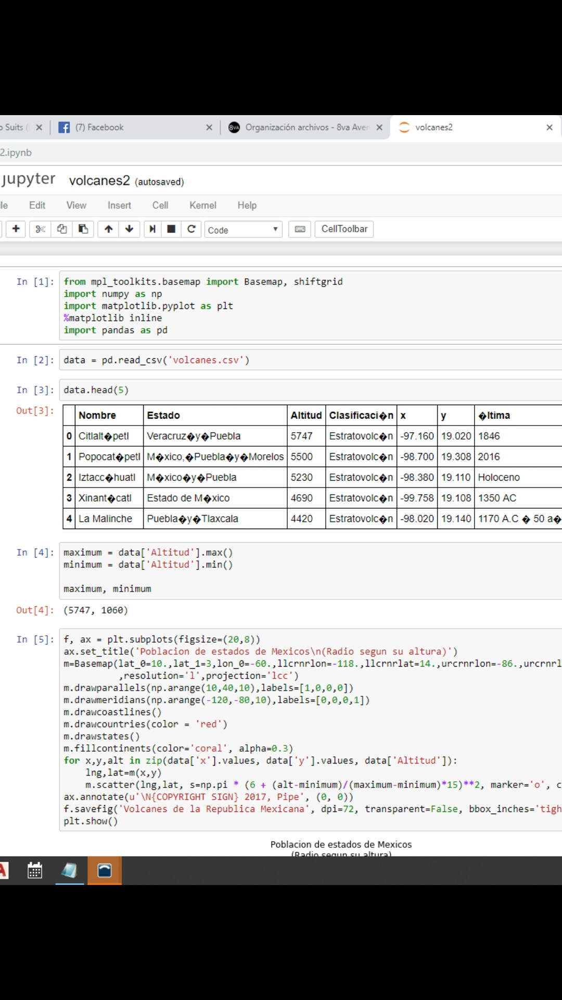 o Suits ( (7) Facebook Organización archivos - 8va Aven volcanes2
2.ipynb
jupyter volcanes2 (autosaved)
ile Edit View Insert Cell Kernel Help
Code CellToolbar
In [1]: from mpl_toolkits.basemap import Basemap, shiftgrid
import numpy as np
import matplotlib.pyplot as plt
%matplotlib inline
import pandas as pd
In [2]: data = pd.read_csv('volcanes.csv')
In [3]: data.head(5)
Out[3]:
Nombre Estado Altitud Clasificaci�n x y �ltima
0 Citlalt�petl Veracruz�y�Puebla 5747 Estratovolc�n -97.160 19.020 1846
1 Popocat�petl M�xico,�Puebla�y�Morelos 5500 Estratovolc�n -98.700 19.308 2016
2 Iztacc�huatl M�xico�y�Puebla 5230 Estratovolc�n -98.380 19.110 Holoceno
3 Xinant�catl Estado de M�xico 4690 Estratovolc�n -99.758 19.108 1350 AC
4 La Malinche Puebla�y�Tlaxcala 4420 Estratovolc�n -98.020 19.140 1170 A.C � 50 a�
In [4]: maximum = data['Altitud'].max()
minimum = data['Altitud'].min()
maximum, minimum
Out[4]: (5747, 1060)
In [5]: f, ax = plt.subplots(figsize=(20,8))
ax.set_title('Poblacion de estados de Mexicos\n(Radio segun su altura)')
m=Basemap(lat_0=10.,lat_1=3,lon_0=-60.,llcrnrlon=-118.,llcrnrlat=14.,urcrnrlon=-86.,urcrnrl
,resolution='l',projection='lcc')
m.drawparallels(np.arange(10,40,10),labels=[1,0,0,0])
m.drawmeridians(np.arange(-120,-80,10),labels=[0,0,0,1])
m.drawcoastlines()
m.drawcountries(color = 'red')
m.drawstates()
m.fillcontinents(color='coral', alpha=0.3)
for x,y,alt in zip(data['x'].values, data['y'].values, data['Altitud']):
lng,lat=m(x,y)
m.scatter(lng,lat, s=np.pi * (6 + (alt-minimum)/(maximum-minimum)*15)**2, marker='o', c
ax.annotate(u'\N{COPYRIGHT SIGN} 2017, Pipe', (0, 0))
f.savefig('Volcanes de la Republica Mexicana', dpi=72, transparent=False, bbox_inches='tigh
plt.show()
Poblacion de estados de Mexicos
(Radio segun su altura)